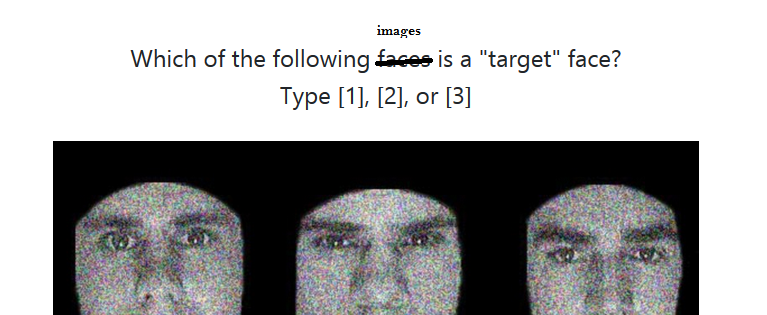 images
Which of the following faces is a "target" face?
Type [1], [2], or [3]